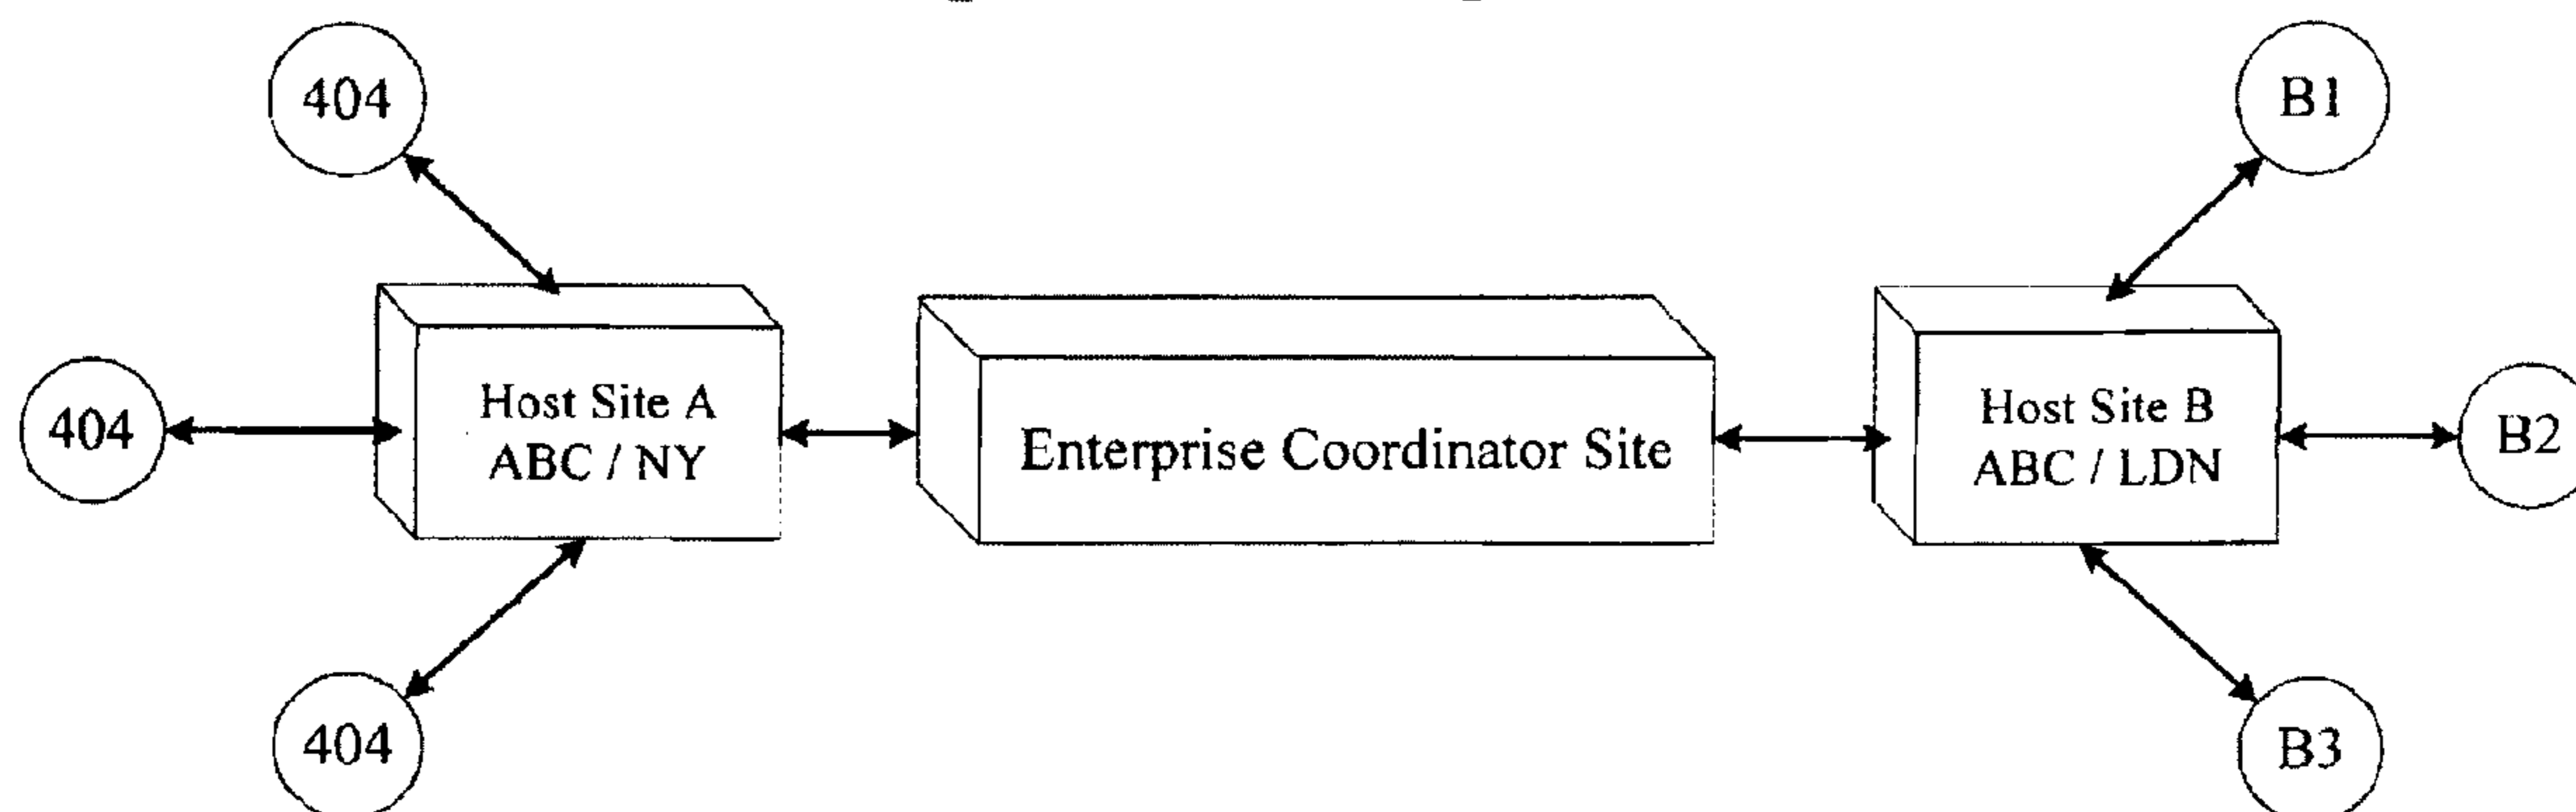 404
B1
Host Site A
ABC / NY
Enterprise Coordinator Site
Host Site B
ABC / LDN
404
B2
404
B3